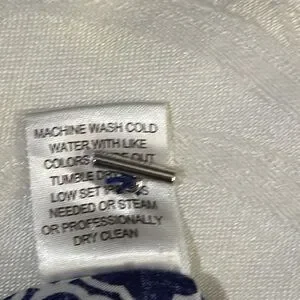 MACHINE WASH COLD
WATER WITH LIKE
COLORS OUT
TUMBLE
LOW SET
NEEDED OR STEAM
OR PROFESSIONALLY
DRY CLEAN